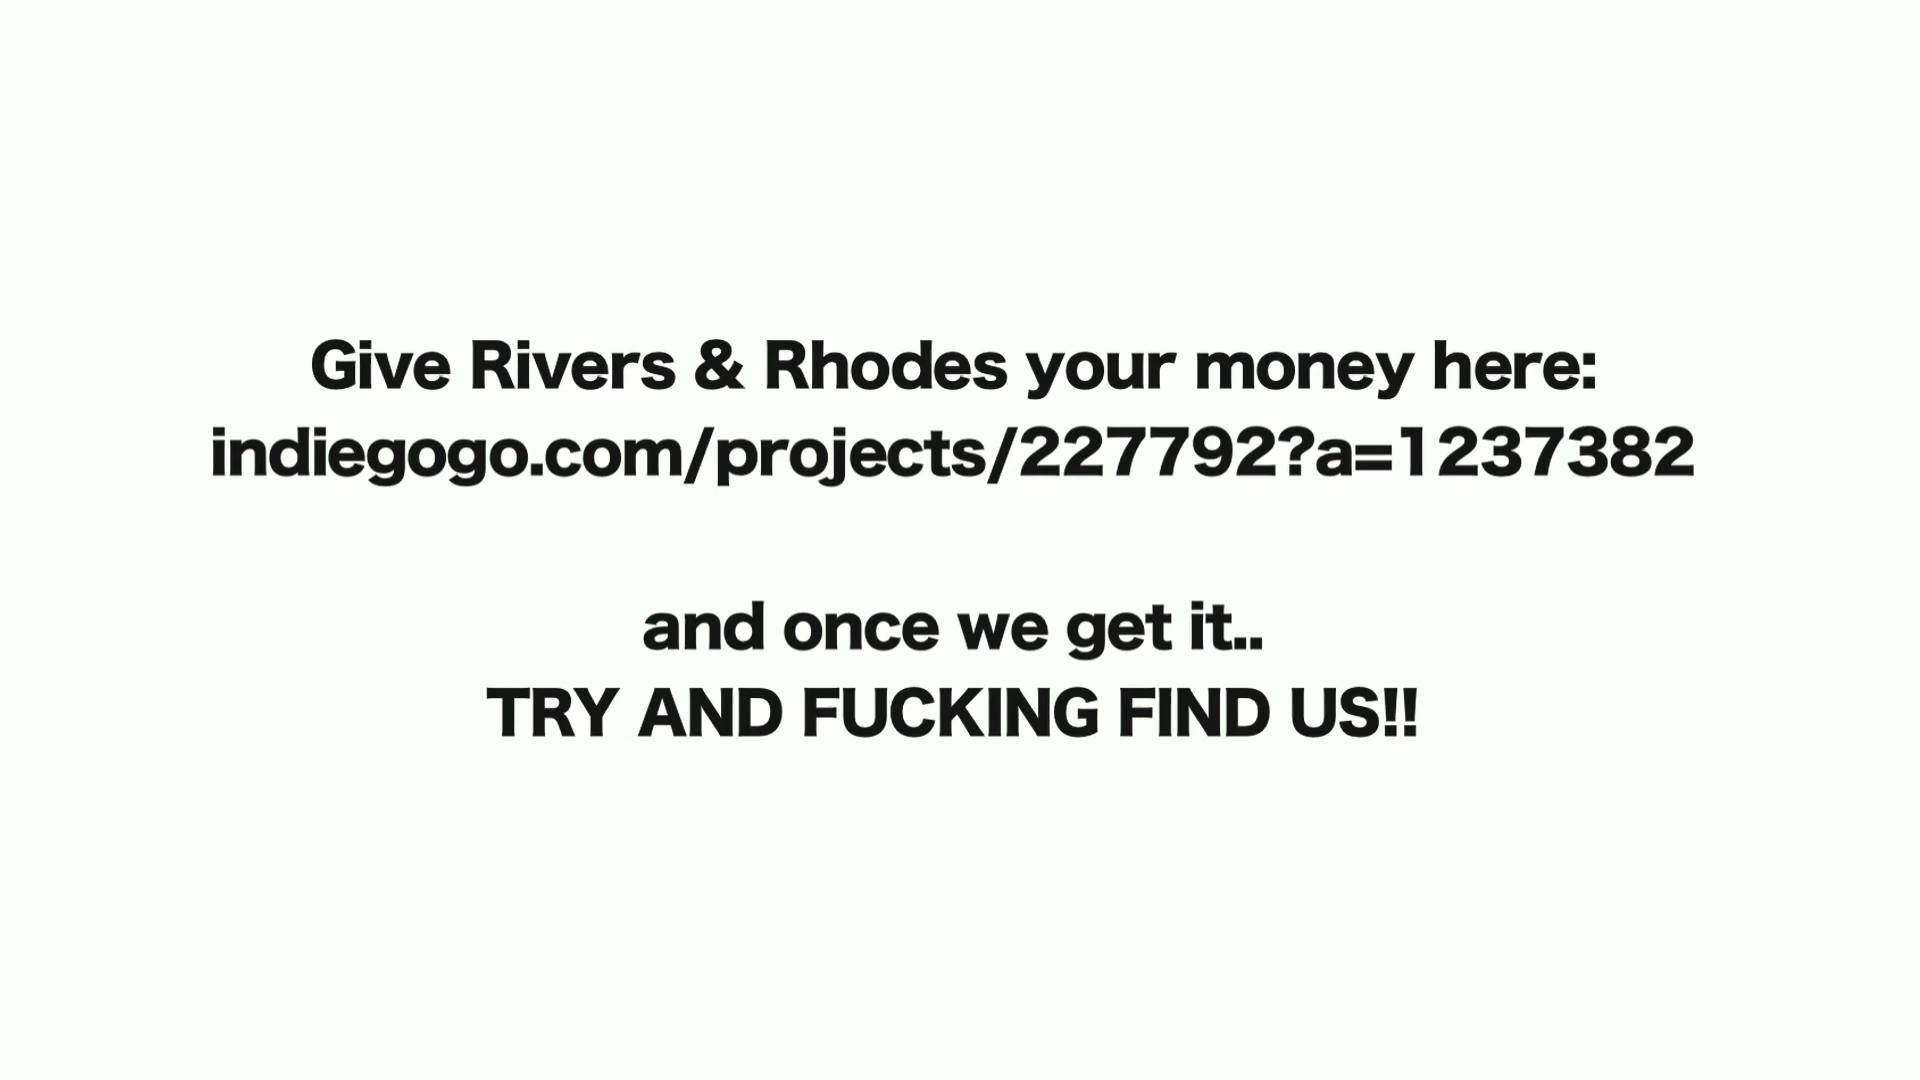 Give Rivers & Rhodes your money here:
indiegogo.com/projects/227792?a=1237382
and once we get it..
TRY AND FUCKING FIND US!!